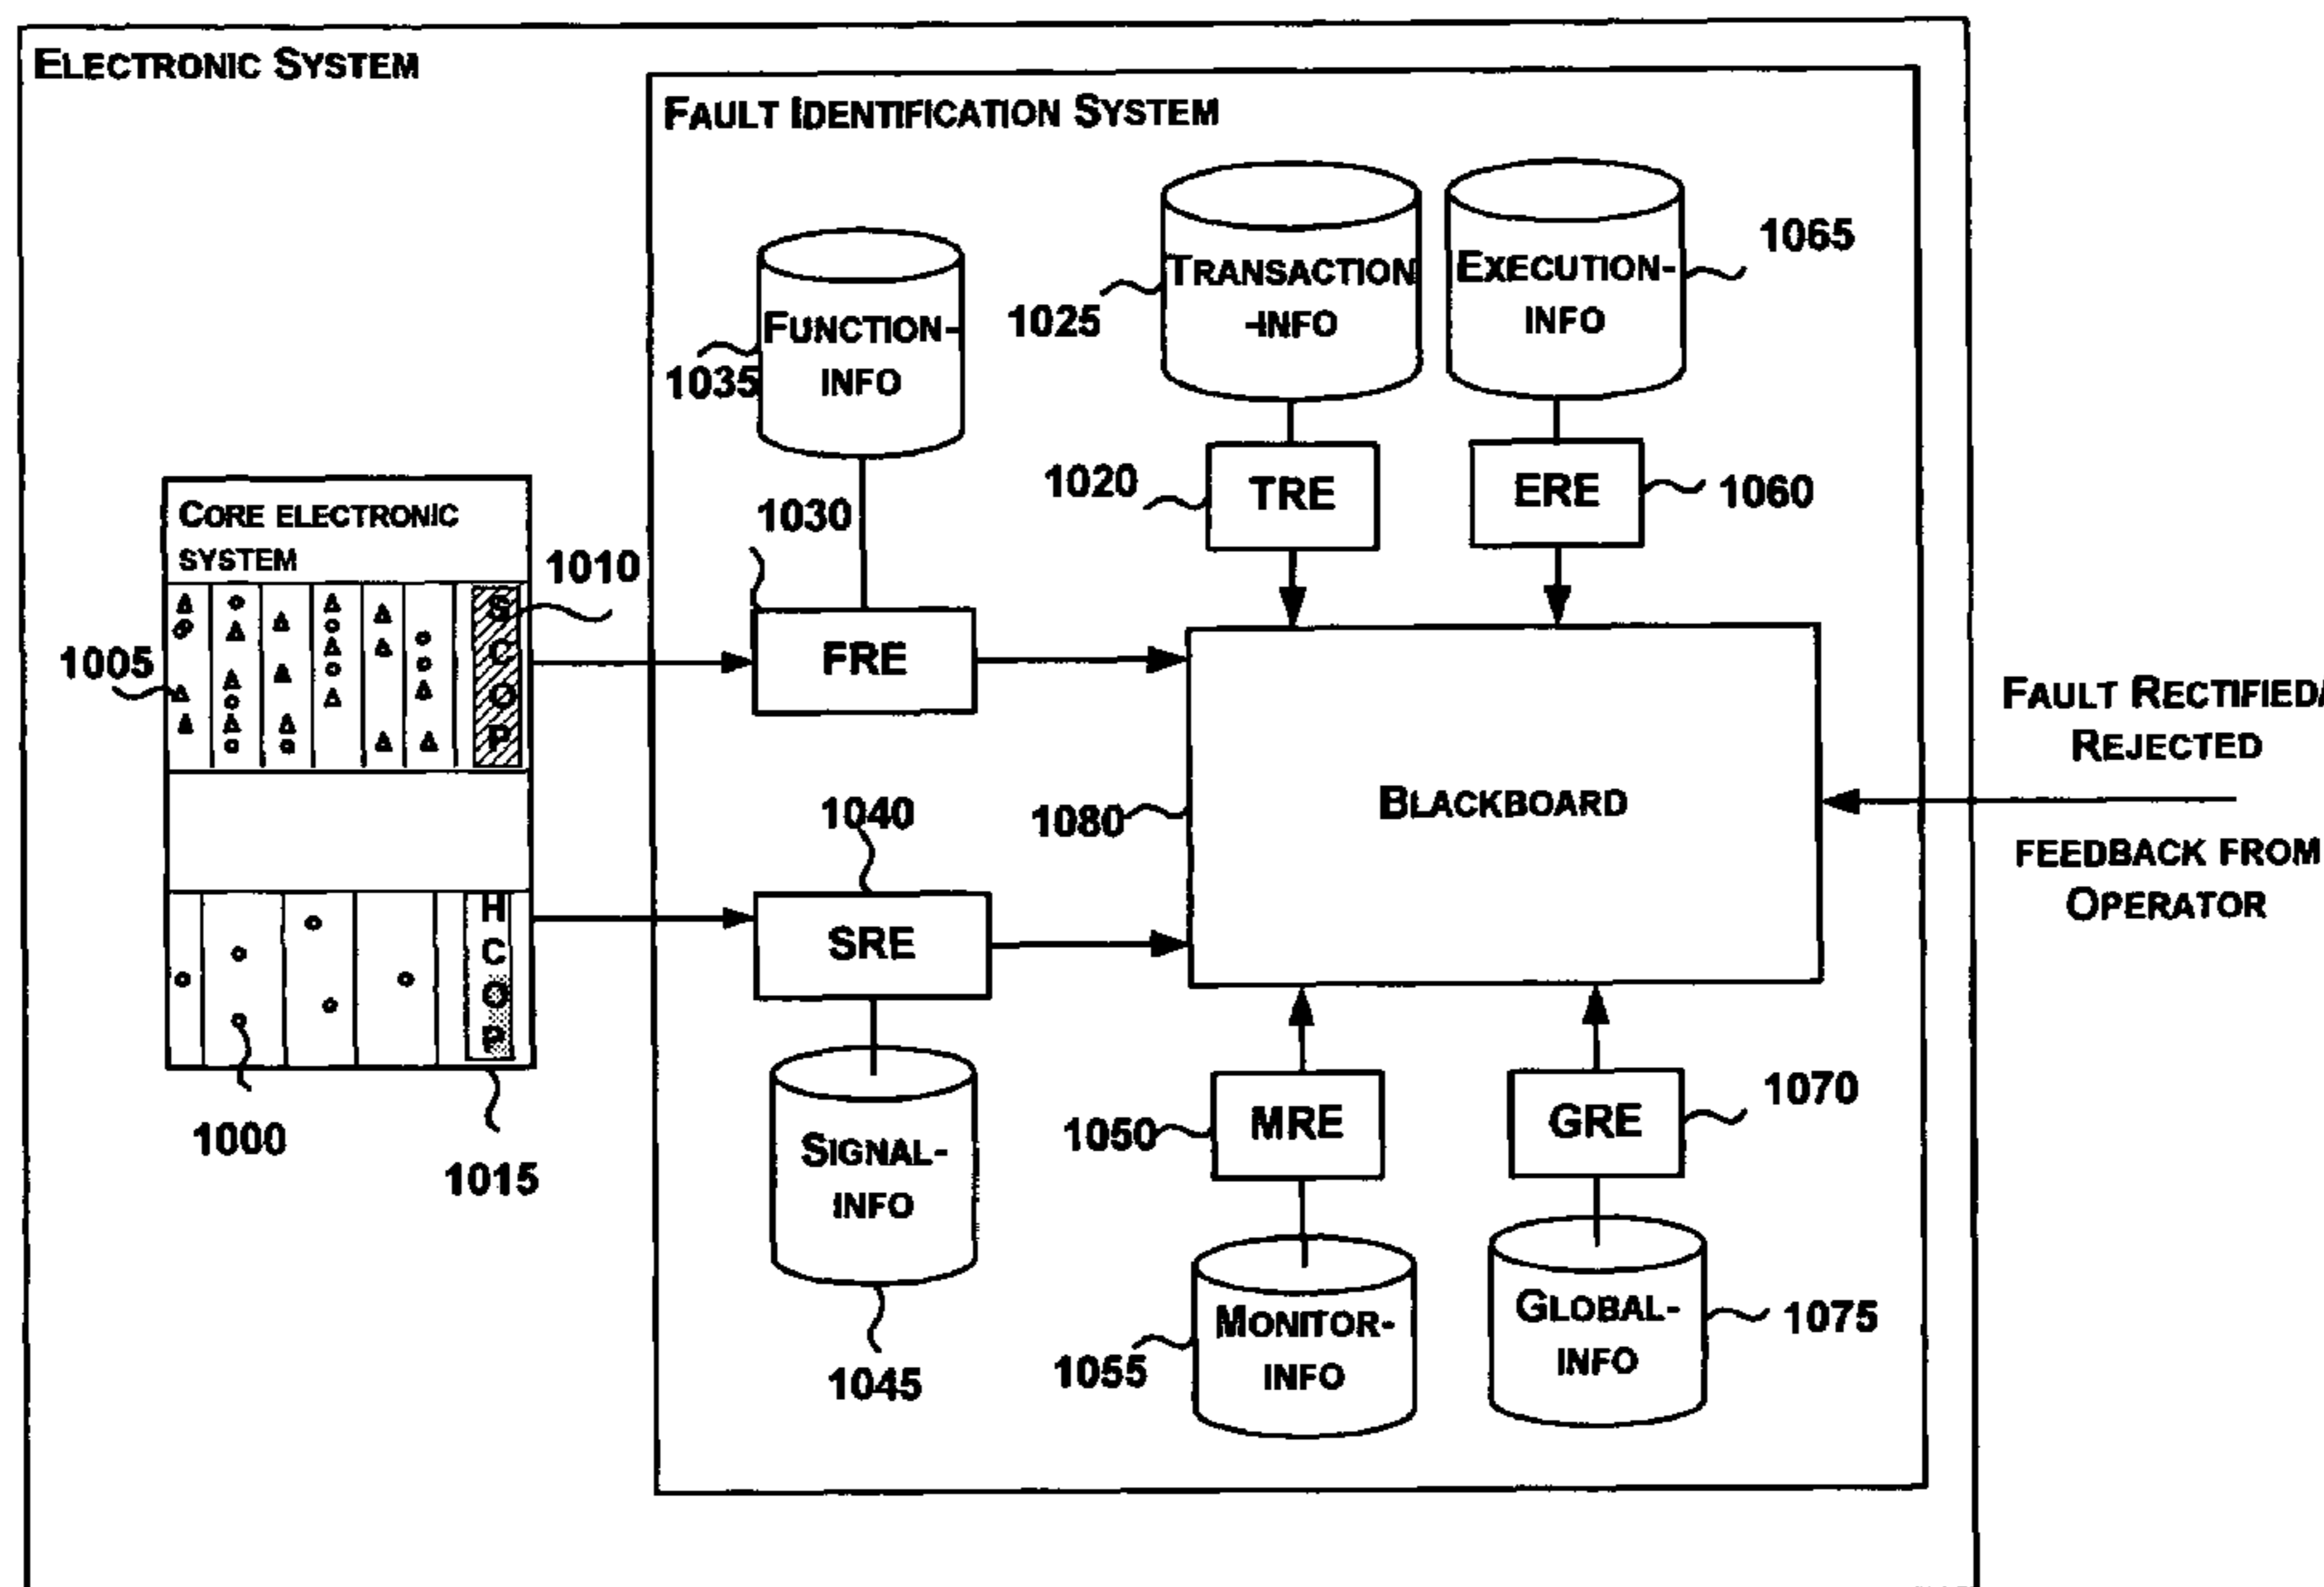 ELECTRONIC SYSTEM
FAULT IDENTIFICATION SYSTEM
1065
TRANSACTION
-INFO
EXECUTION-
INFO
1025
FUNCTION-
INFO
1035
1020
TRE
ERE
1060
CORE ELECTRONIC
SYSTEM
1030
1010
S
C
O
P
1005
FRE
FAULT RECTIFIED/
REJECTED
BLACKBOARD
1080
1040
FEEDBACK FROM
OPERATOR
H
C
O
P
SRE
1000
1015
1050
MRE
GRE
1070
SIGNAL-
INFO
1045
MONITOR-
INFO
1055
GLOBAL-
INFO
1075